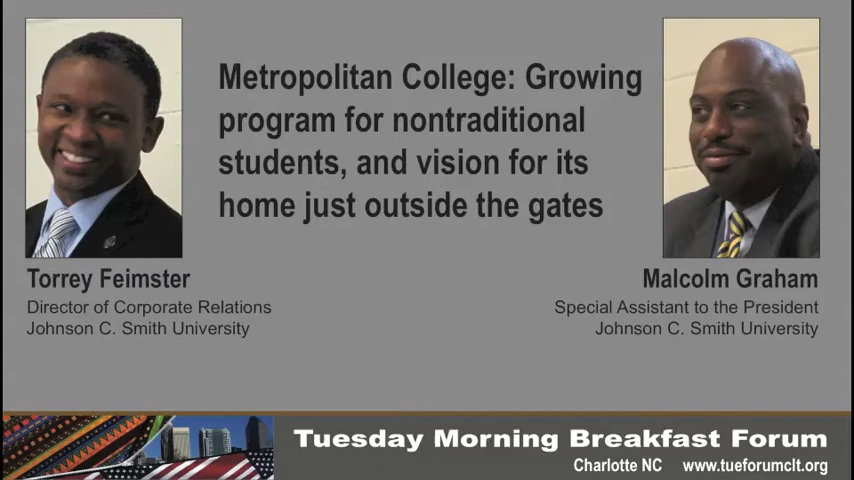 Metropolitan College: Growing
program for nontraditional
students, and vision for its
home just outside the gates
Torrey Feimster
Director of Corporate Relations
Johnson C. Smith University
Malcolm Graham
Special Assistant to the President
Johnson C. Smith University
Tuesday Morning Breakfast Forum
Charlotte NC www.tueforumclt.org